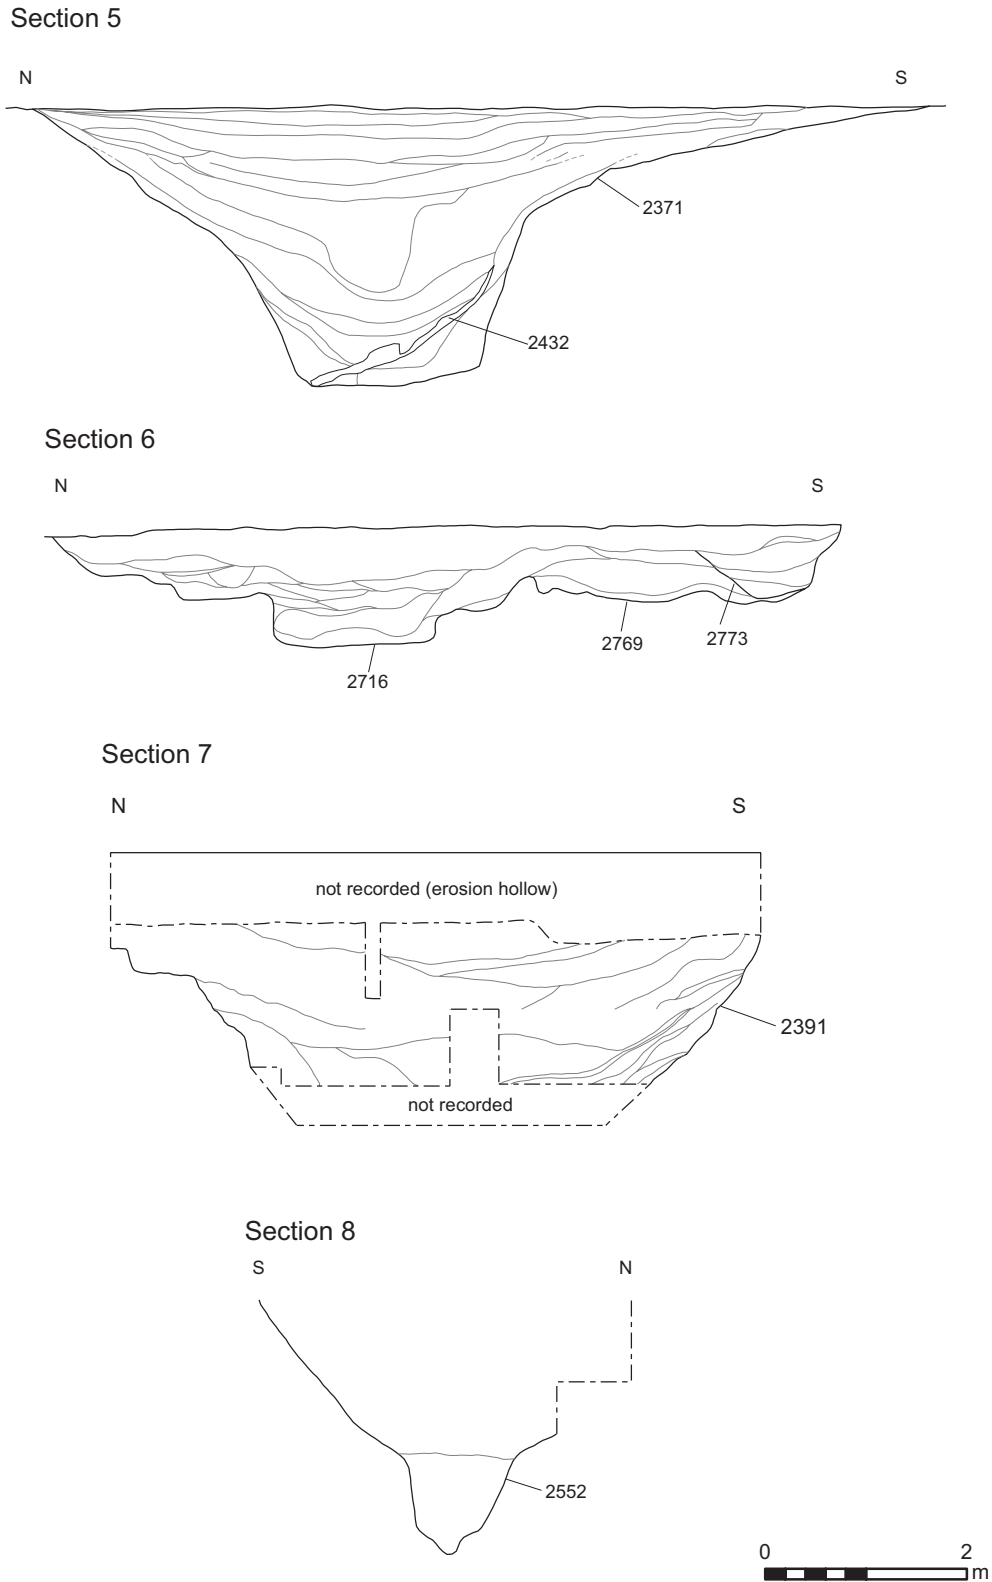 Section 5
N S
2371
2432
Section 6
N S
2769
2773
2716
Section 7
N S
not recorded (erosion hollow)
2391
not recorded
Section 8
S N
2552
0 2
m